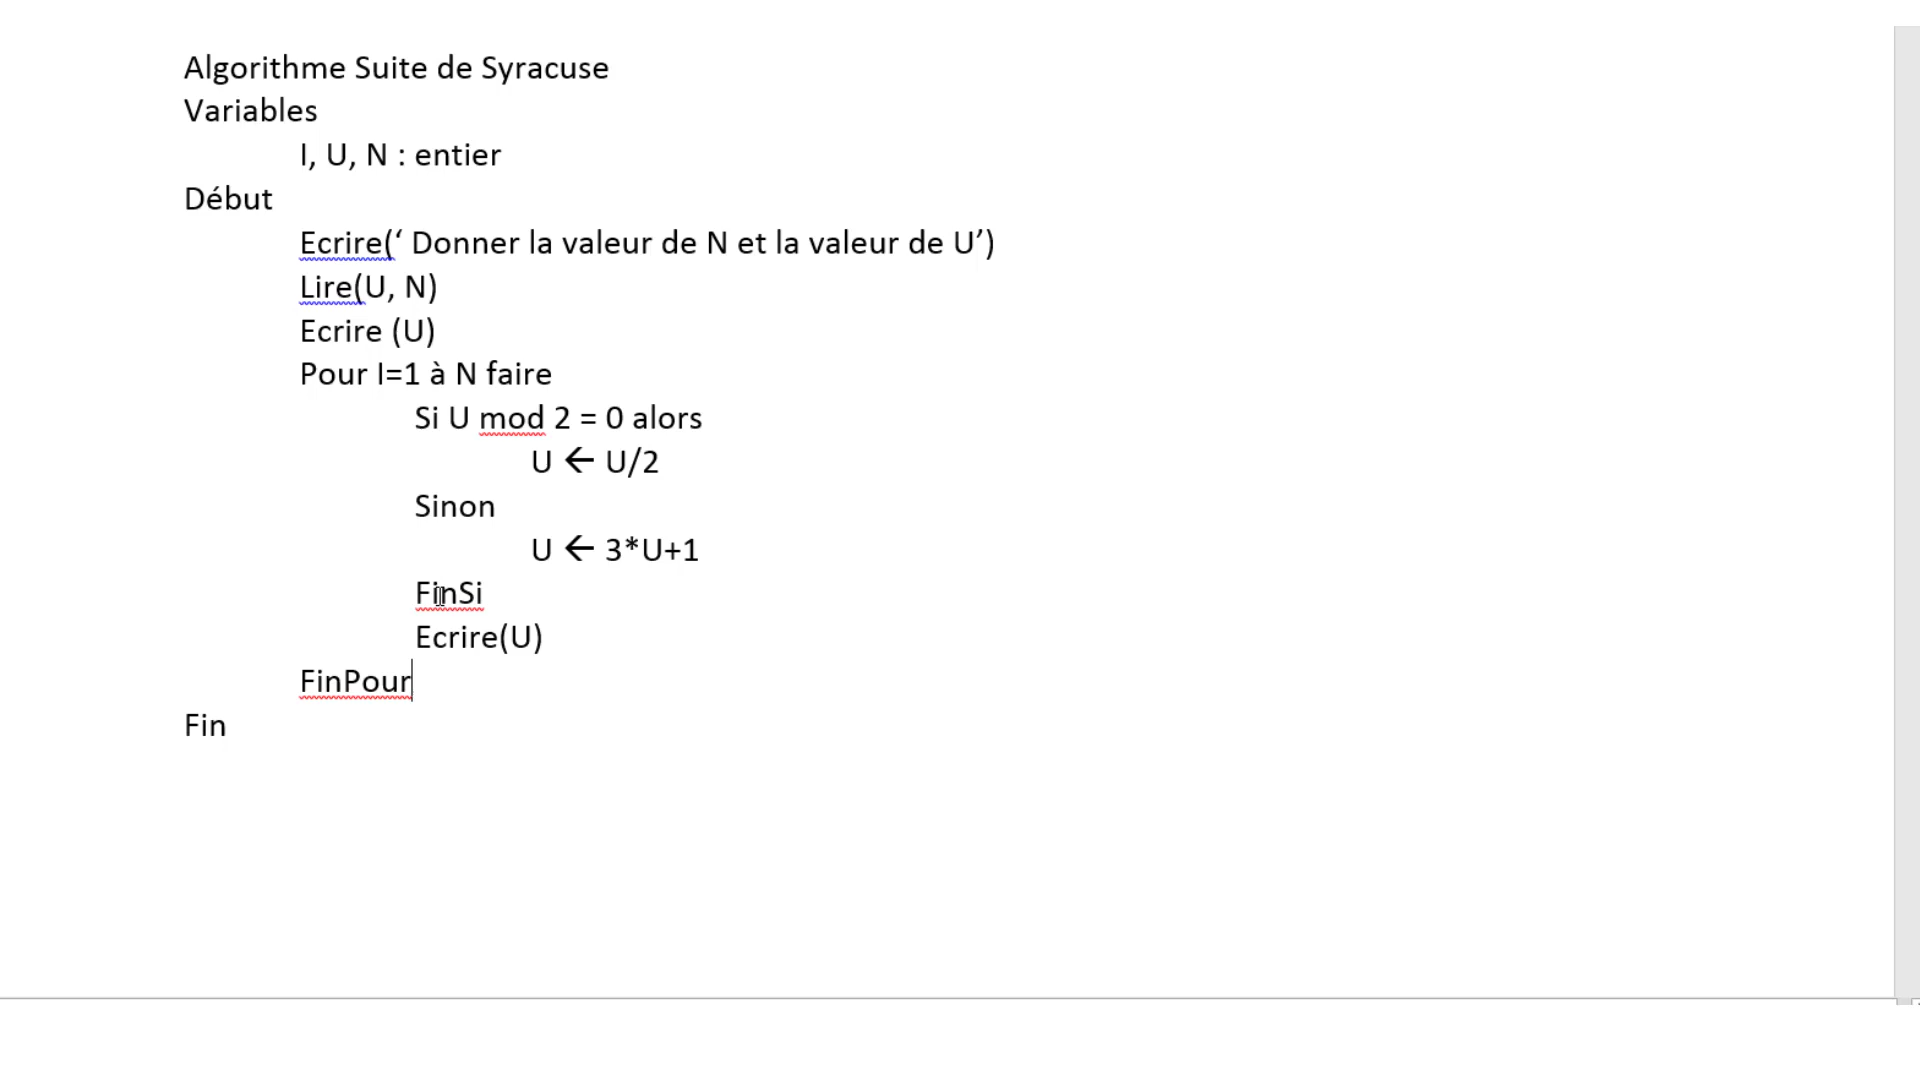 Algorithme Suite de Syracuse
Variables
I, U, N : entier
Début
Ecrire(‘ Donner la valeur de N et la valeur de U’)
Lire(U, N)
Ecrire (U)
Pour I=1 à N faire
Si U mod 2 = 0 alors
U ← U/2
Sinon
U ← 3*U+1
FinSi
Ecrire(U)
FinPour
Fin